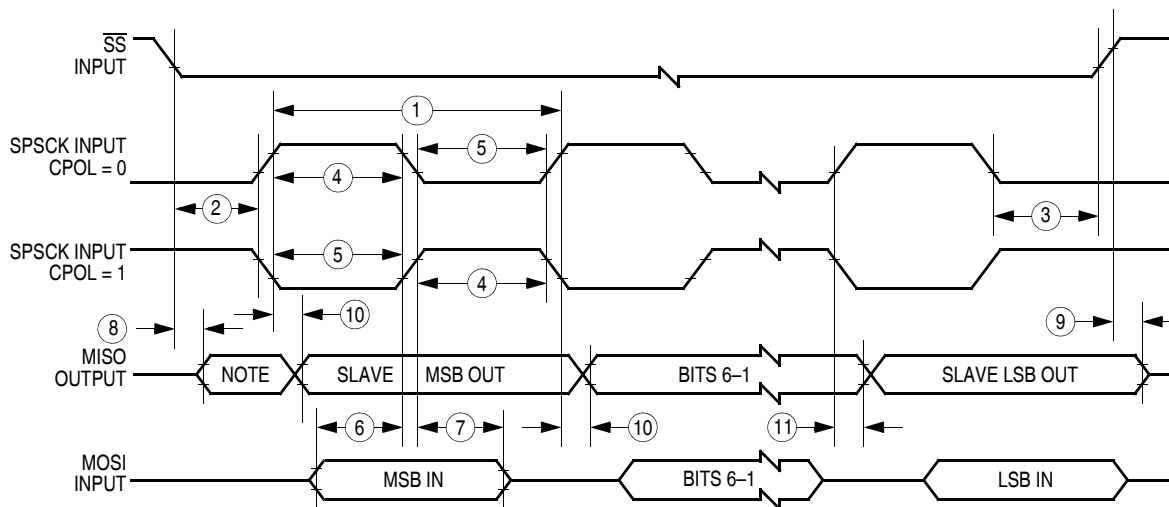 S̅S̅
INPUT
1
SPSCK INPUT
CPOL = 0
5
4
2
3
SPSCK INPUT
CPOL = 1
5
4
8
10
9
MISO
OUTPUT
NOTE
SLAVE
MSB OUT
BITS 6–1
SLAVE LSB OUT
6
7
10
11
MOSI
INPUT
MSB IN
BITS 6–1
LSB IN